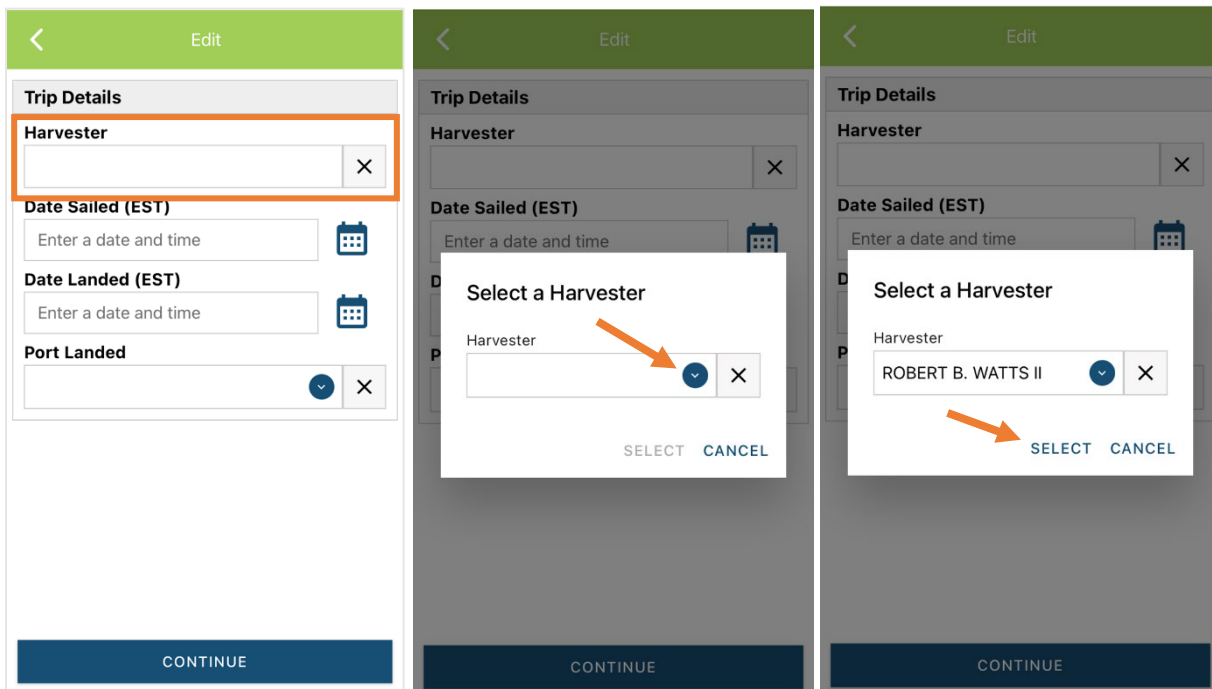 Edit
Trip Details
Harvester
Date Sailed (EST)
Enter a date and time
Date Landed (EST)
Enter a date and time
Port Landed
CONTINUE
Edit
Trip Details
Harvester
Date Sailed (EST)
Enter a date and time
D
Select a Harvester
Harvester
P
SELECT CANCEL
CONTINUE
Edit
Trip Details
Harvester
Date Sailed (EST)
Enter a date and time
D
Select a Harvester
Harvester
P
ROBERT B. WATTS II
SELECT CANCEL
CONTINUE